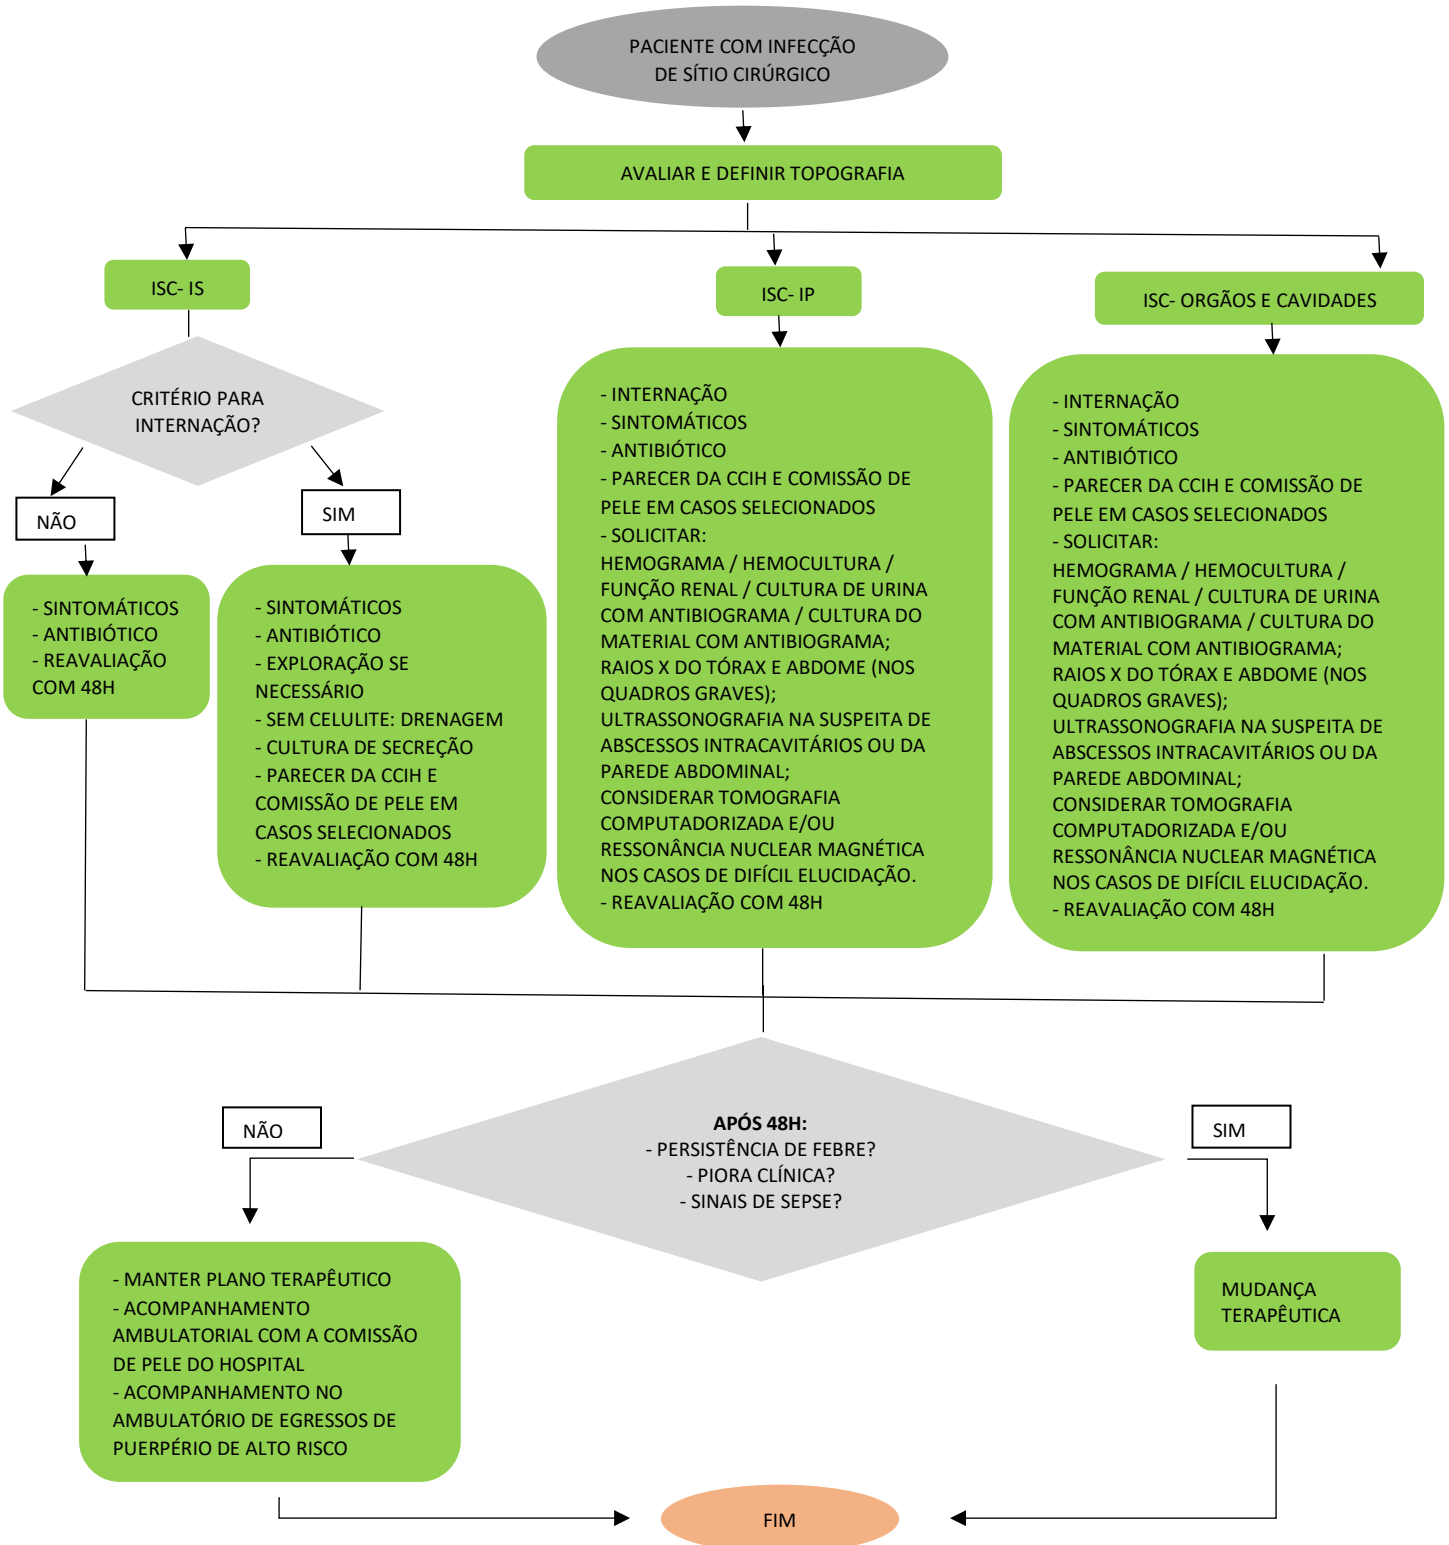 PACIENTE COM INFECÇÃO
DE SÍTIO CIRÚRGICO
AVALIAR E DEFINIR TOPOGRAFIA
ISC- IS
ISC- IP
ISC- ORGÃOS E CAVIDADES
CRITÉRIO PARA
INTERNAÇÃO?
NÃO
SIM
- SINTOMÁTICOS
- ANTIBIÓTICO
- REAVALIAÇÃO
COM 48H
- SINTOMÁTICOS
- ANTIBIÓTICO
- EXPLORAÇÃO SE
NECESSÁRIO
- SEM CELULITE: DRENAGEM
- CULTURA DE SECREÇÃO
- PARECER DA CCIH E
COMISSÃO DE PELE EM
CASOS SELECIONADOS
- REAVALIAÇÃO COM 48H
- INTERNAÇÃO
- SINTOMÁTICOS
- ANTIBIÓTICO
- PARECER DA CCIH E COMISSÃO DE
PELE EM CASOS SELECIONADOS
- SOLICITAR:
HEMOGRAMA / HEMOCULTURA /
FUNÇÃO RENAL / CULTURA DE URINA
COM ANTIBIOGRAMA / CULTURA DO
MATERIAL COM ANTIBIOGRAMA;
RAIOS X DO TÓRAX E ABDOME (NOS
QUADROS GRAVES);
ULTRASSONOGRAFIA NA SUSPEITA DE
ABSCESSOS INTRACAVITÁRIOS OU DA
PAREDE ABDOMINAL;
CONSIDERAR TOMOGRAFIA
COMPUTADORIZADA E/OU
RESSONÂNCIA NUCLEAR MAGNÉTICA
NOS CASOS DE DIFÍCIL ELUCIDAÇÃO.
- REAVALIAÇÃO COM 48H
- INTERNAÇÃO
- SINTOMÁTICOS
- ANTIBIÓTICO
- PARECER DA CCIH E COMISSÃO DE
PELE EM CASOS SELECIONADOS
- SOLICITAR:
HEMOGRAMA / HEMOCULTURA /
FUNÇÃO RENAL / CULTURA DE URINA
COM ANTIBIOGRAMA / CULTURA DO
MATERIAL COM ANTIBIOGRAMA;
RAIOS X DO TÓRAX E ABDOME (NOS
QUADROS GRAVES);
ULTRASSONOGRAFIA NA SUSPEITA DE
ABSCESSOS INTRACAVITÁRIOS OU DA
PAREDE ABDOMINAL;
CONSIDERAR TOMOGRAFIA
COMPUTADORIZADA E/OU
RESSONÂNCIA NUCLEAR MAGNÉTICA
NOS CASOS DE DIFÍCIL ELUCIDAÇÃO.
- REAVALIAÇÃO COM 48H
APÓS 48H:
- PERSISTÊNCIA DE FEBRE?
- PIORA CLÍNICA?
- SINAIS DE SEPSE?
NÃO
SIM
- MANTER PLANO TERAPÊUTICO
- ACOMPANHAMENTO
AMBULATORIAL COM A COMISSÃO
DE PELE DO HOSPITAL
- ACOMPANHAMENTO NO
AMBULATÓRIO DE EGRESSOS DE
PUERPÉRIO DE ALTO RISCO
MUDANÇA
TERAPÊUTICA
FIM